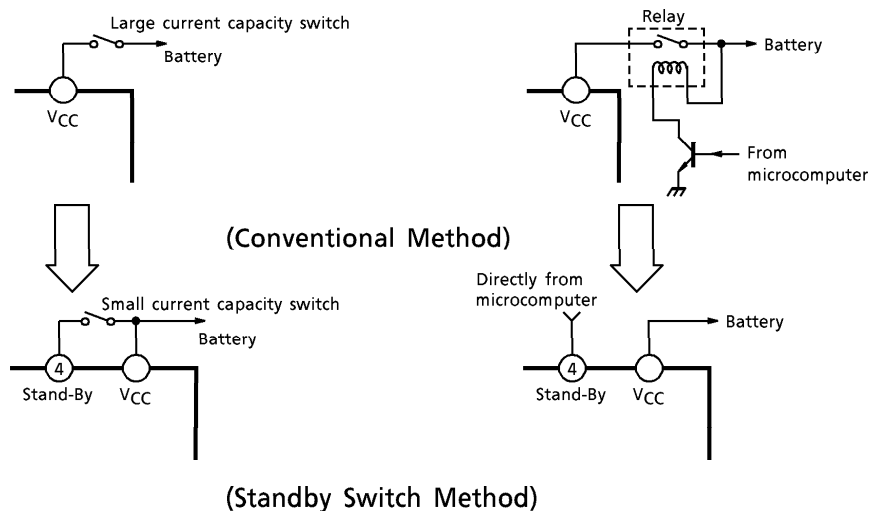 Large current capacity switch
Battery
VCC
Relay
Battery
VCC
From
microcomputer
(Conventional Method)
Small current capacity switch
Battery
4
Stand-By
VCC
Directly from
microcomputer
Battery
4
Stand-By
VCC
(Standby Switch Method)